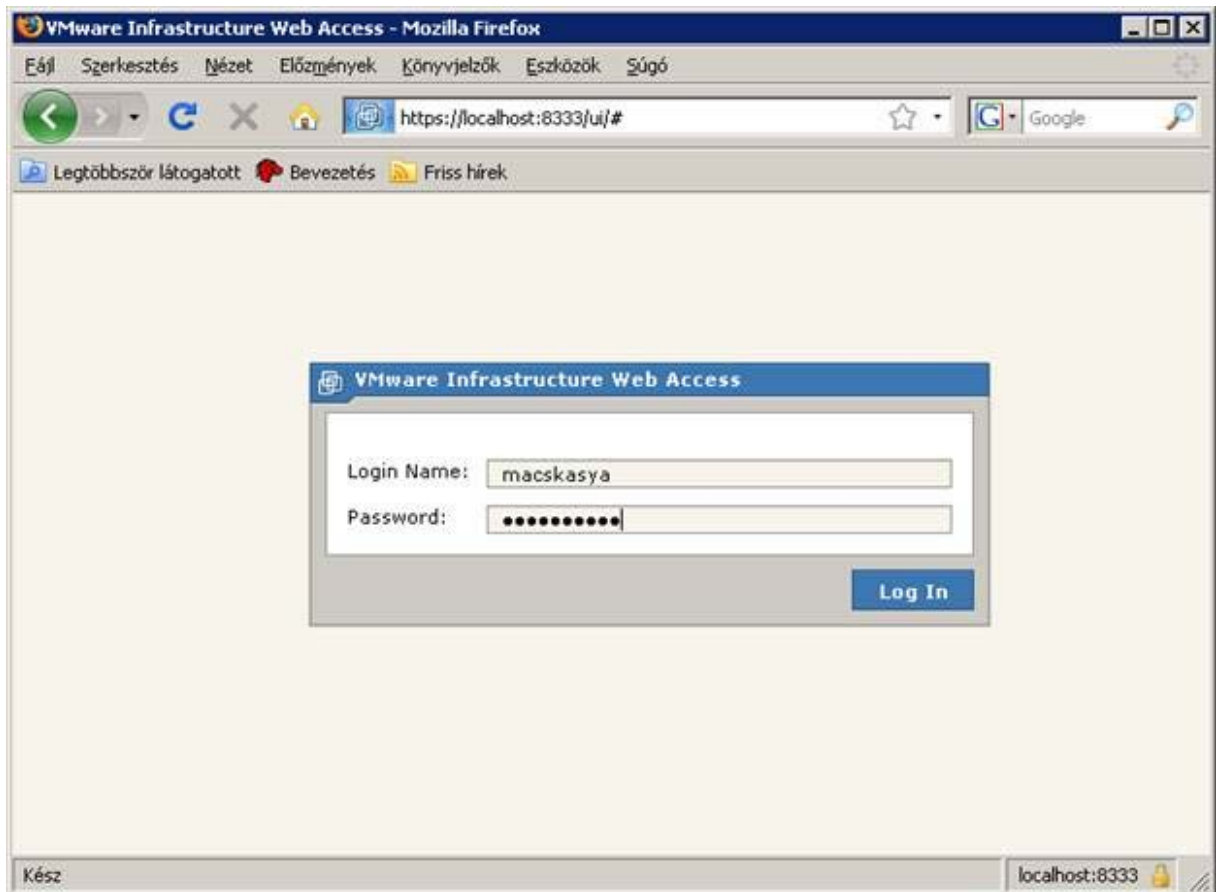 VMware Infrastructure Web Access - Mozilla Firefox
Fájl Szerkesztés Nézet Előzmények Könyvjelzők Eszközök Súgó
https://localhost:8333/ui/# Google
Legtöbbször látogatott Bevezetés Friss hírek
VMware Infrastructure Web Access
Login Name: macskasya
Password: ••••••••••
Log In
Kész localhost:8333